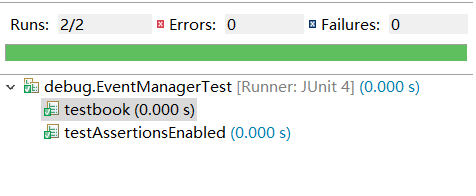 Runs: 2/2 Errors: 0 Failures: 0
debug.EventManagerTest [Runner: JUnit 4] (0.000 s)
testbook (0.000 s)
testAssertionsEnabled (0.000 s)